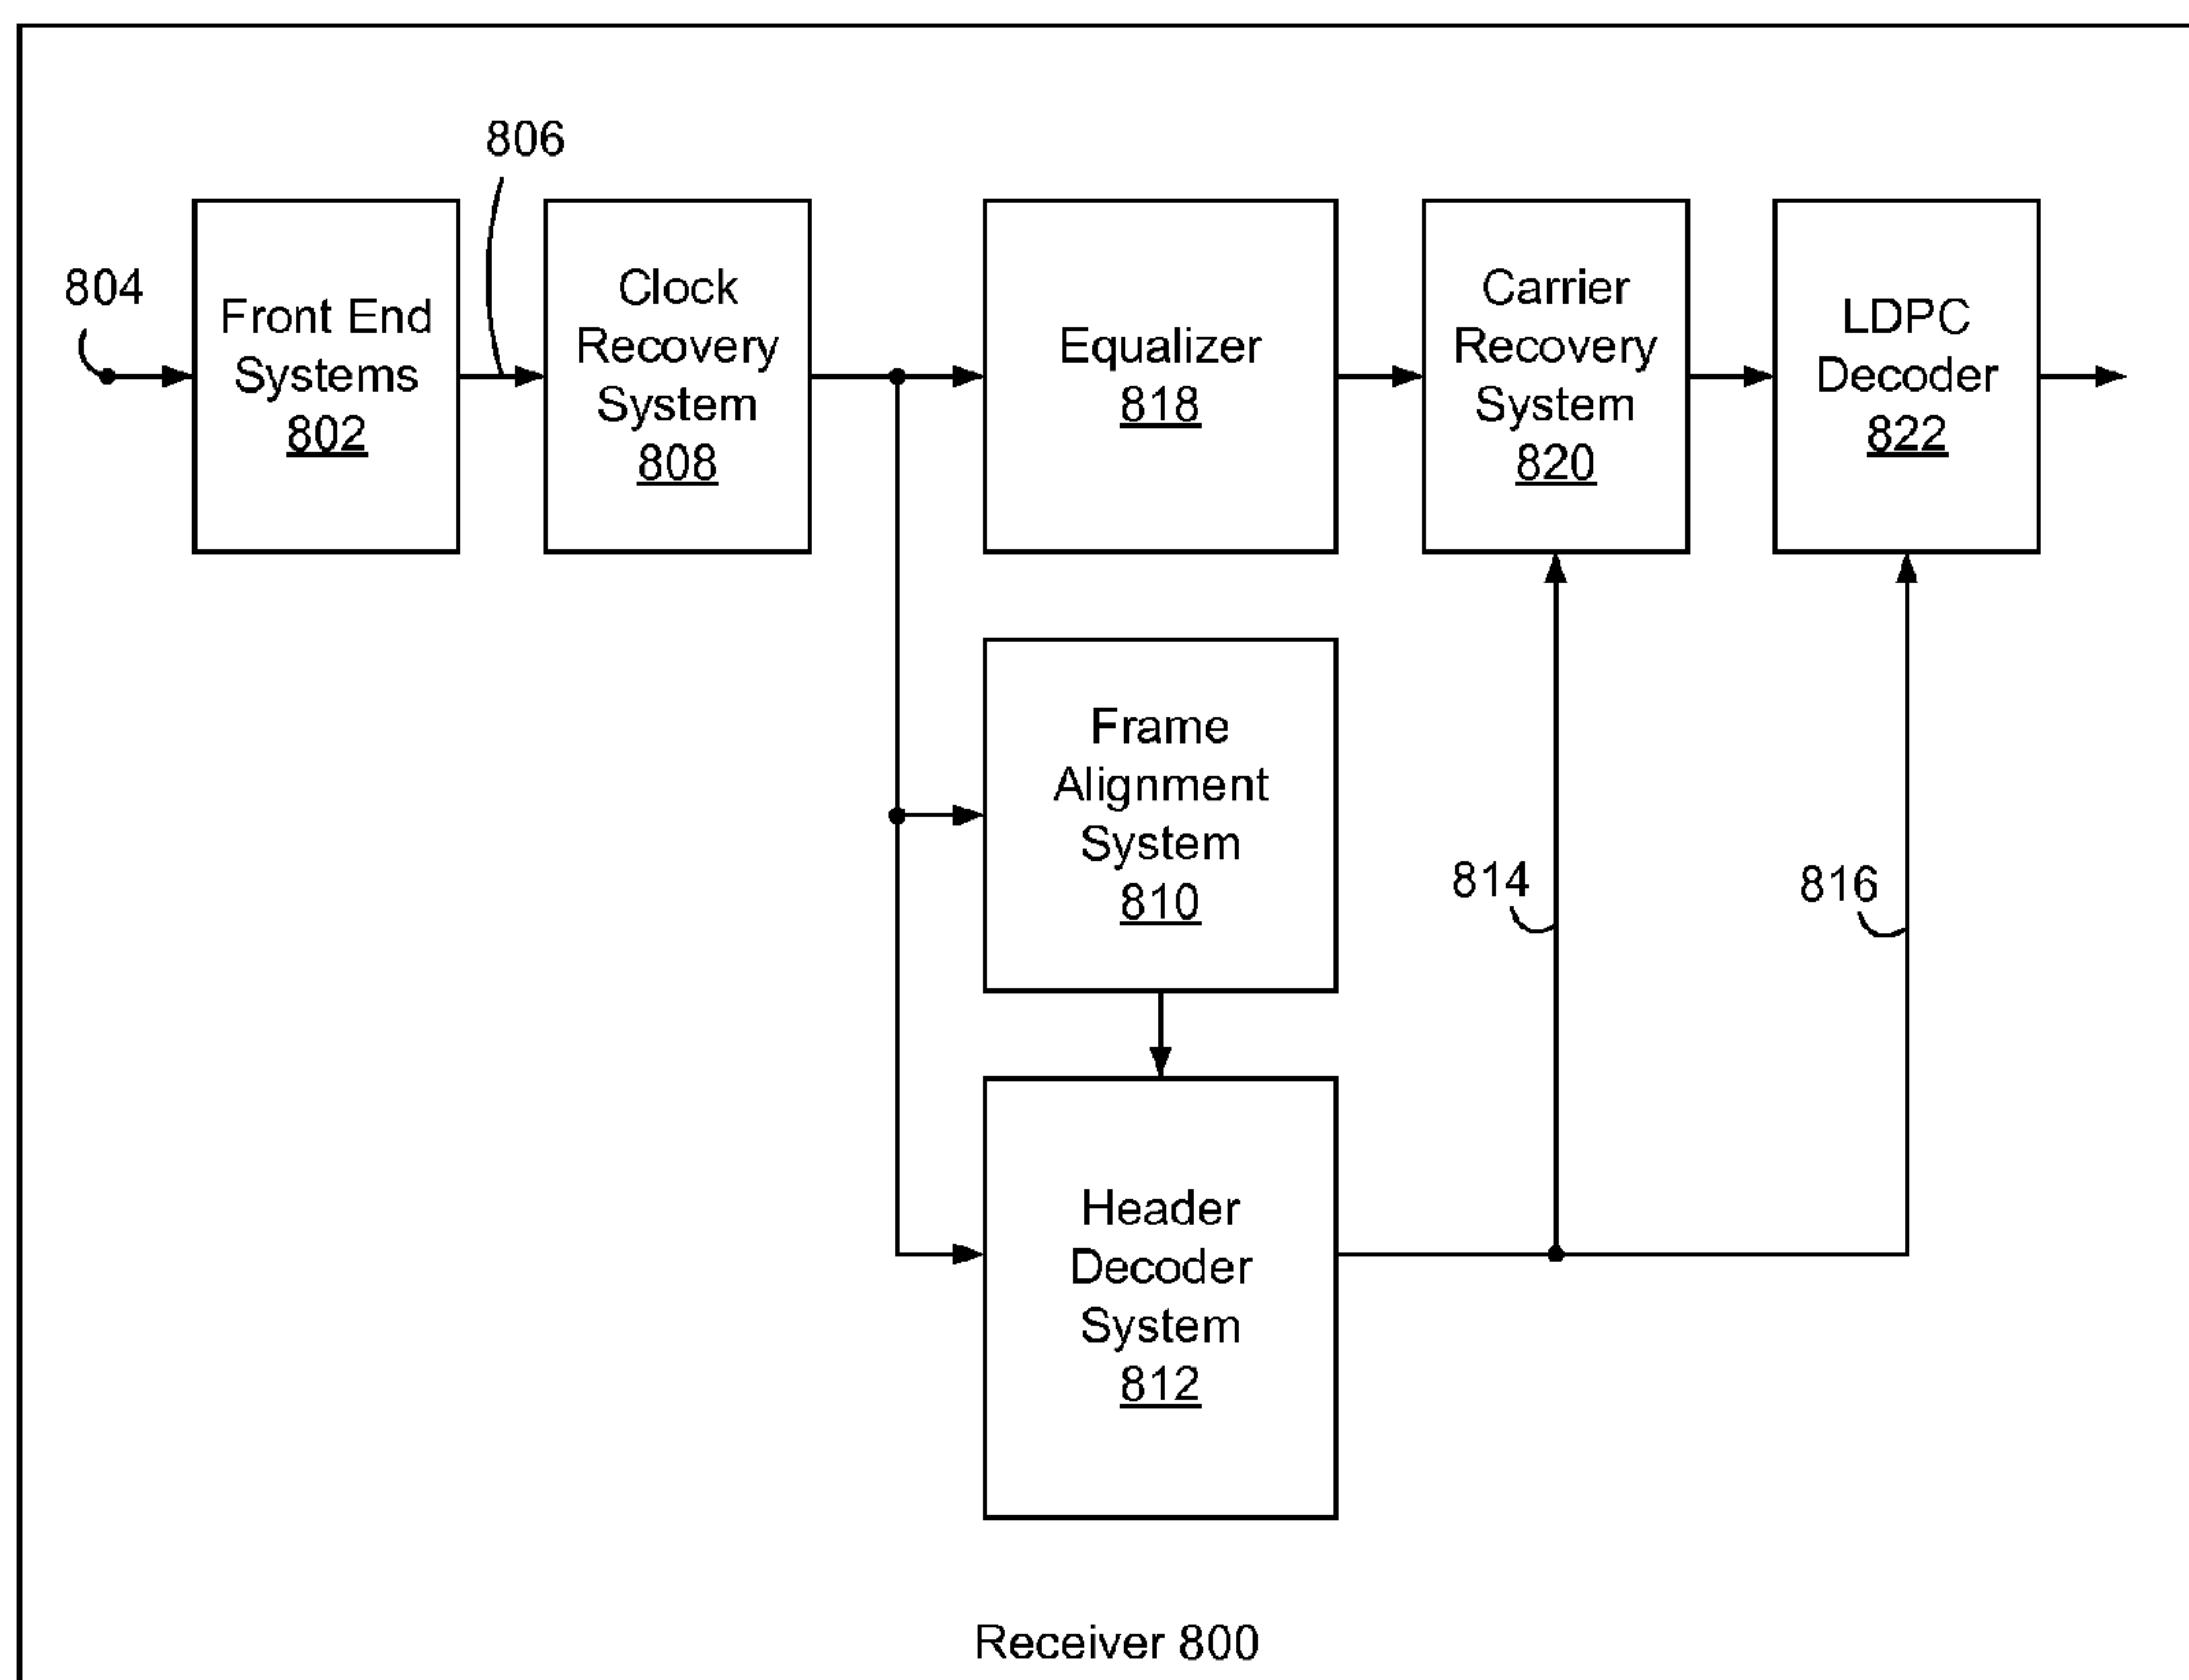 806
804
Front End
Systems
802
Clock
Recovery
System
808
Equalizer
818
Carrier
Recovery
System
820
LDPC
Decoder
822
Frame
Alignment
System
810
814
816
Header
Decoder
System
812
Receiver 800